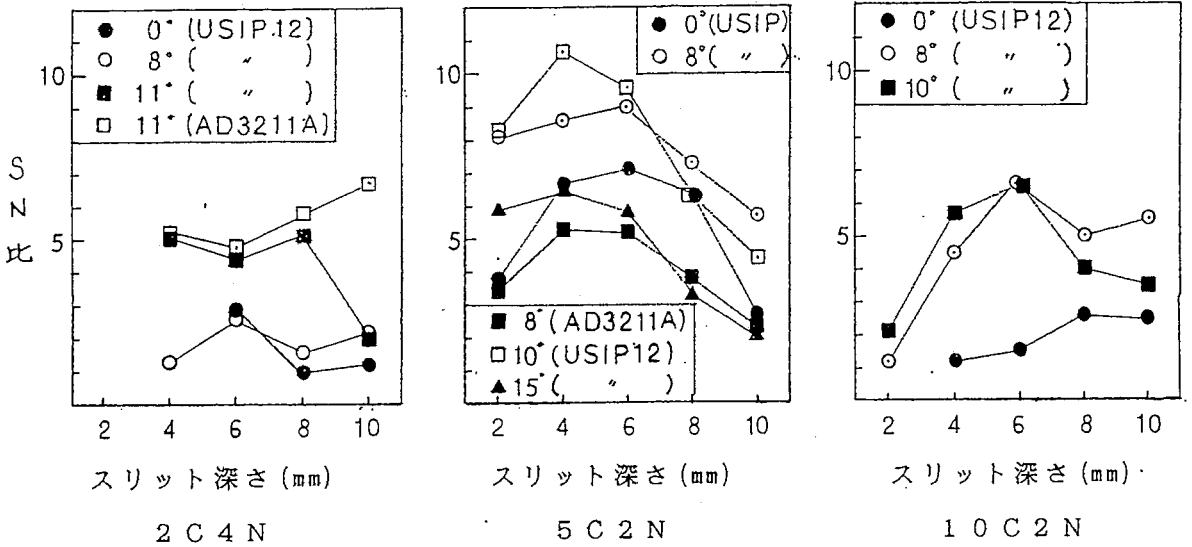 ● 0° (USIP12)
○ 8° ( 〃 )
■ 11° ( 〃 )
□ 11° (AD3211A)
10
5
SN比
2 4 6 8 10
スリット深さ(mm)
2C4N
● 0°(USIP)
○ 8°( 〃 )
10
5
■ 8°(AD3211A)
□ 10°(USIP12)
▲ 15°( 〃 )
2 4 6 8 10
スリット深さ(mm)
5C2N
● 0° (USIP12)
○ 8° ( 〃 )
■ 10° ( 〃 )
10
5
2 4 6 8 10
スリット深さ(mm)
10C2N